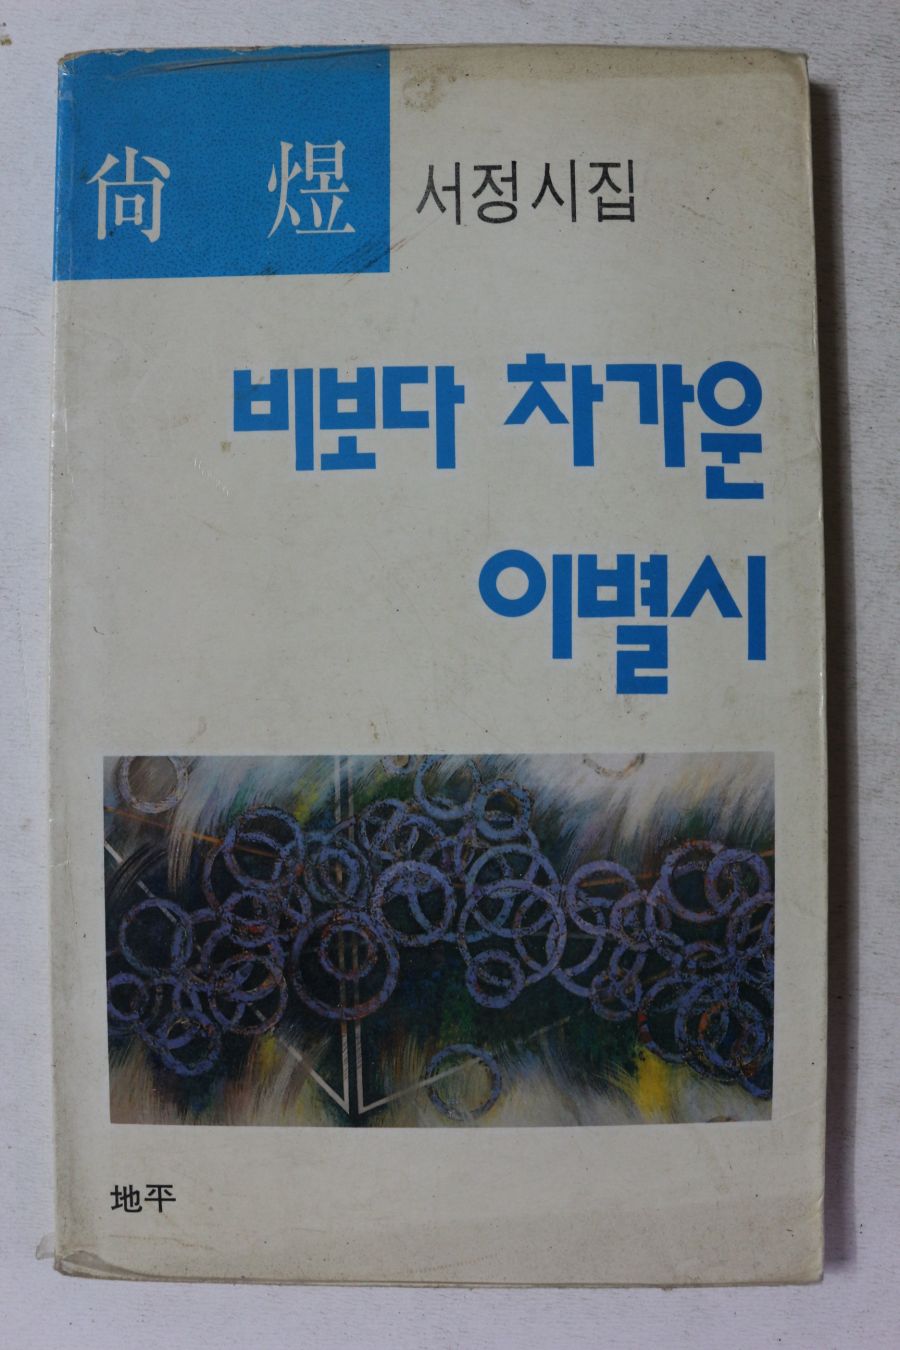 尙 煜 서정시집
비보다 차가운
이별시
地平